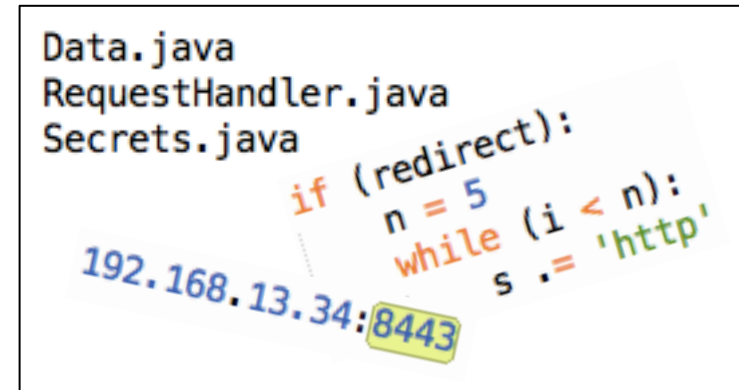 Data.java
RequestHandler.java
Secrets.java
if (redirect):
n = 5
while (i < n):
s .= 'http'
192.168.13.34:8443